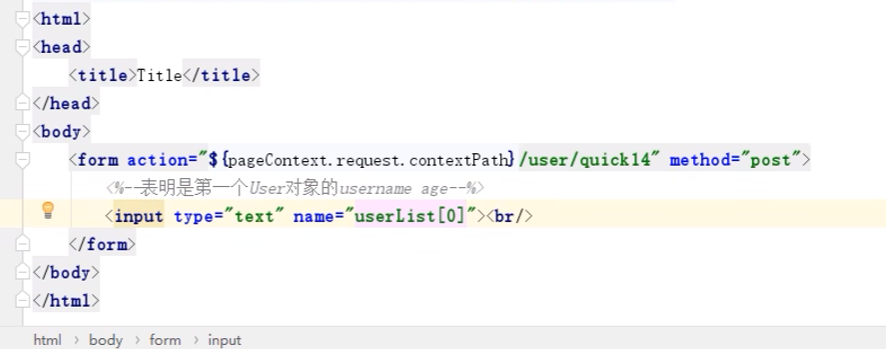 <html>
<head>
<title>Title</title>
</head>
<body>
<form action="${pageContext.request.contextPath}/user/quick14" method="post">
<%--表明是第一个User对象的username age--%>
<input type="text" name="userList[0]"><br/>
</form>
</body>
</html>
html › body › form › input